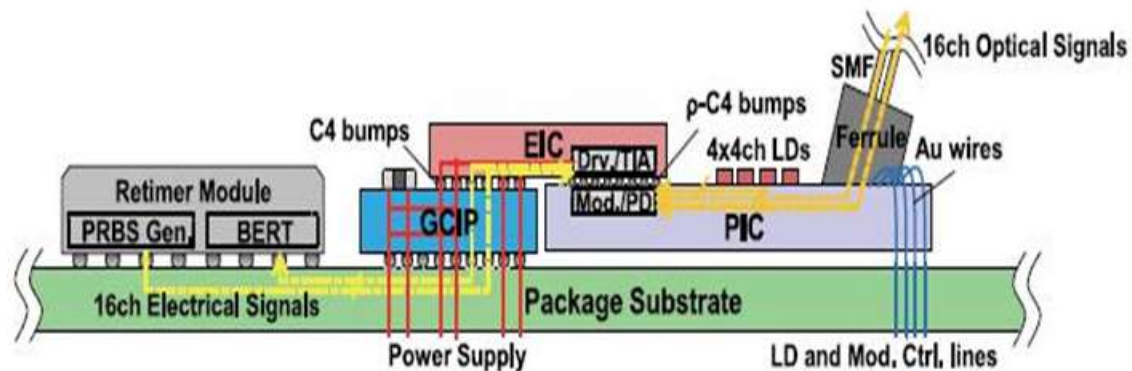 16ch Optical Signals
SMF
ρ-C4 bumps
C4 bumps
EIC
Drv./TIA
4x4ch LDs
Ferrule
Au wires
Retimer Module
PRBS Gen.
BERT
GCIP
Mod./PD
PIC
16ch Electrical Signals
Package Substrate
Power Supply
LD and Mod. Ctrl. lines